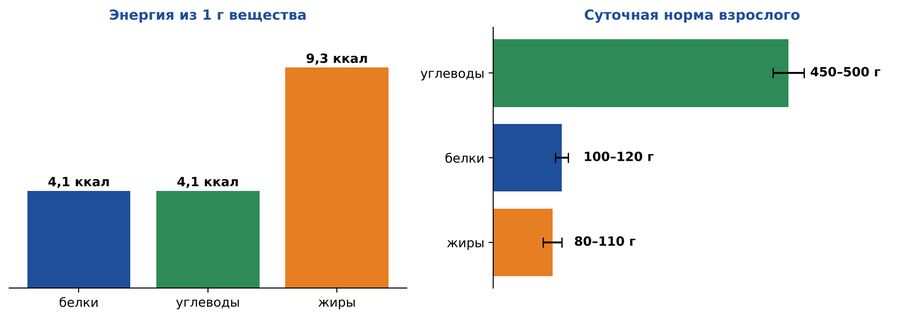 Энергия из 1 г вещества
9,3 ккал
4,1 ккал
4,1 ккал
белки
углеводы
жиры
Суточная норма взрослого
углеводы
450–500 г
белки
100–120 г
жиры
80–110 г